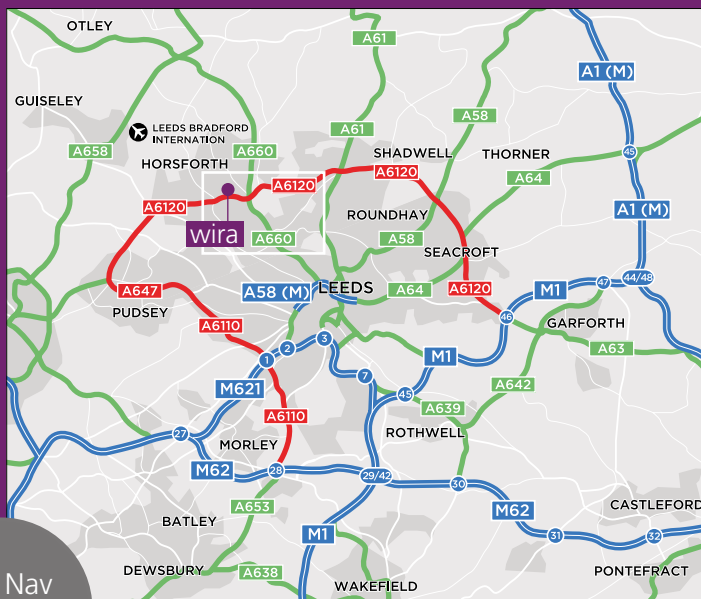 OTLEY
A61
A1 (M)
GUISELEY
A58
LEEDS BRADFORD
INTERNATION
A658
A660
A61
HORSFORTH
SHADWELL
THORNER
45
A6120
A6120
A64
A6120
A1 (M)
ROUNDHAY
wira
A660
A58
SEACROFT
A647
A58 (M)
LEEDS
A64
A6120
M1
47
44/48
PUDSEY
46
GARFORTH
A6110
1
2
3
M1
A63
7
M621
45
A642
A6110
A639
27
MORLEY
ROTHWELL
M62
28
29/42
30
A653
M62
CASTLEFORD
BATLEY
M1
31
32
Nav
DEWSBURY
A638
WAKEFIELD
PONTEFRACT